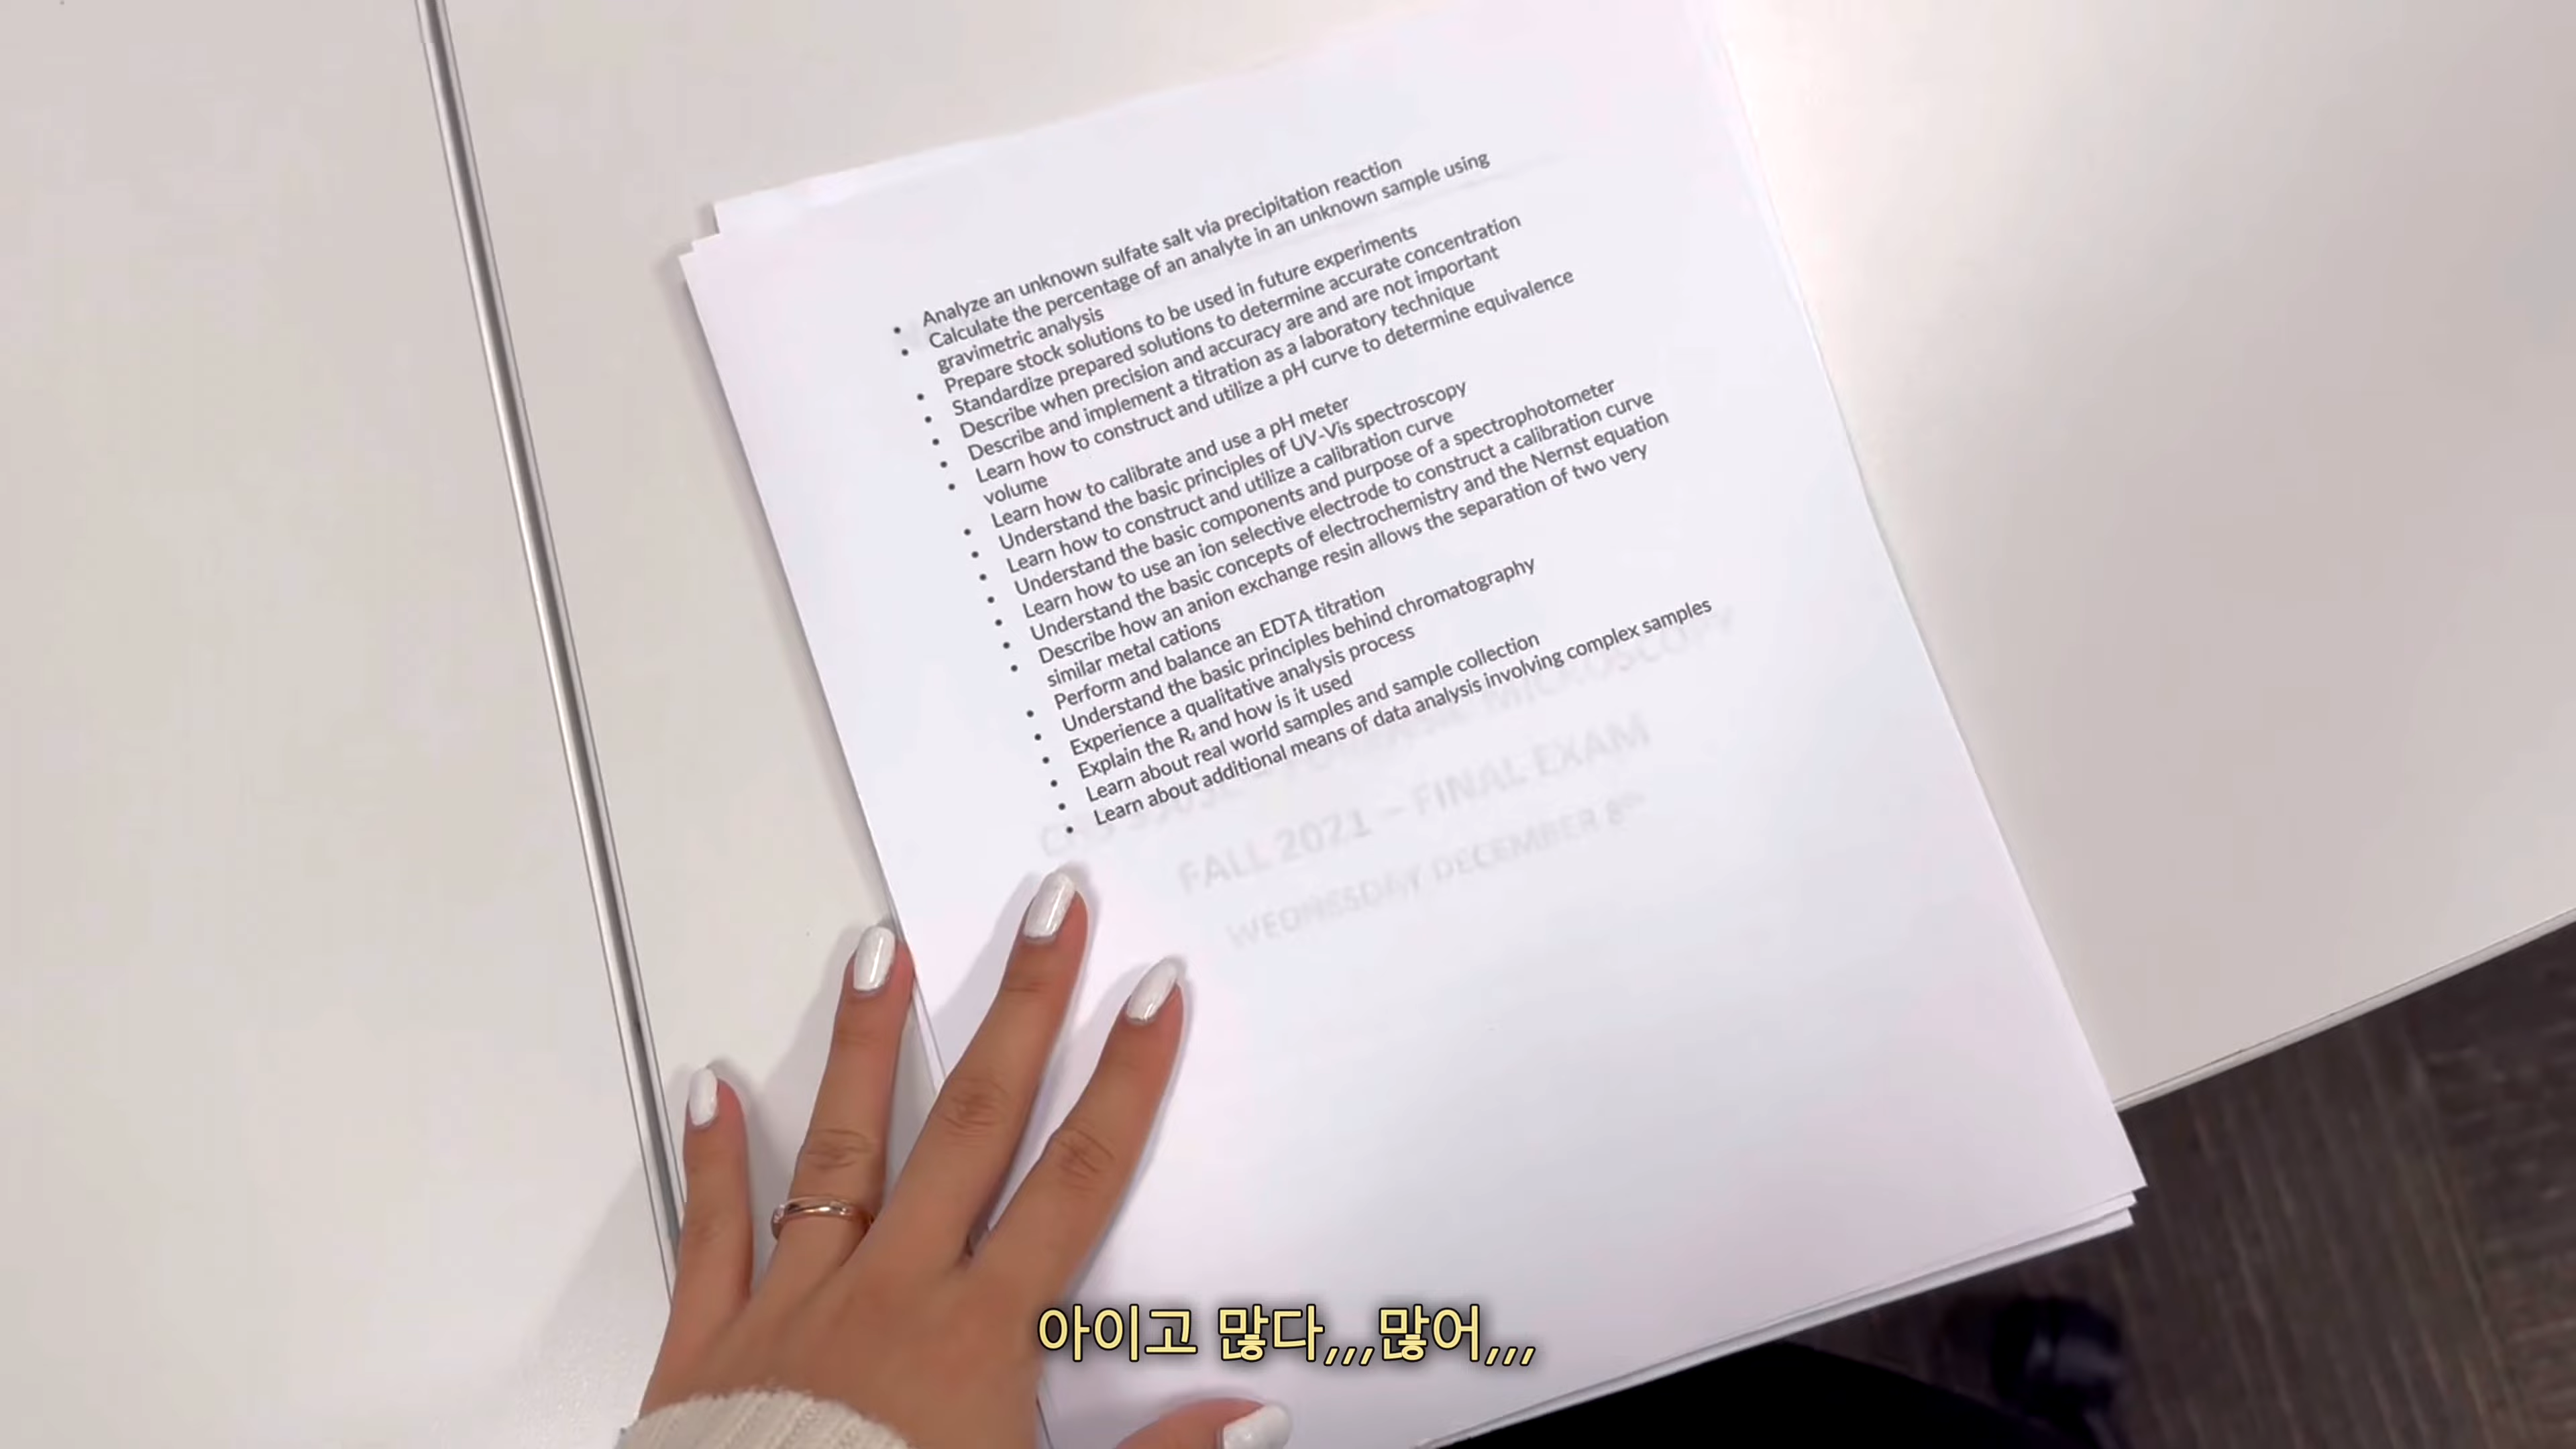 • Analyze an unknown sulfate salt via precipitation reaction
• Calculate the percentage of an analyte in an unknown sample using
gravimetric analysis
• Prepare stock solutions to be used in future experiments
• Standardize prepared solutions to determine accurate concentration
• Describe when precision and accuracy are and are not important
• Describe and implement a titration as a laboratory technique
• Learn how to construct and utilize a pH curve to determine equivalence
volume
• Learn how to calibrate and use a pH meter
• Understand the basic principles of UV-Vis spectroscopy
• Learn how to construct and utilize a calibration curve
• Understand the basic components and purpose of a spectrophotometer
• Learn how to use an ion selective electrode to construct a calibration curve
• Understand the basic concepts of electrochemistry and the Nernst equation
• Describe how an anion exchange resin allows the separation of two very
similar metal cations
• Perform and balance an EDTA titration
• Understand the basic principles behind chromatography
• Experience a qualitative analysis process
• Explain the Rf and how is it used
• Learn about real world samples and sample collection
• Learn about additional means of data analysis involving complex samples
MICROSCOPY
FALL 2021 – FINAL EXAM
WEDNESDAY DECEMBER 8th
아이고 많다,,,많어,,,